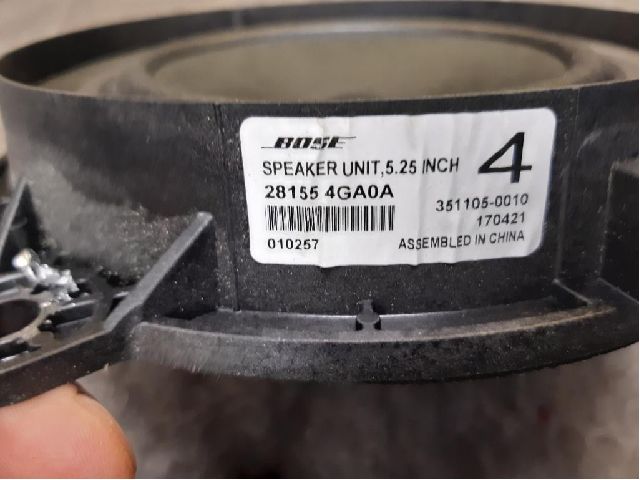 BOSE
SPEAKER UNIT,5.25 INCH 4
28155 4GA0A
351105-0010
170421
010257
ASSEMBLED IN CHINA